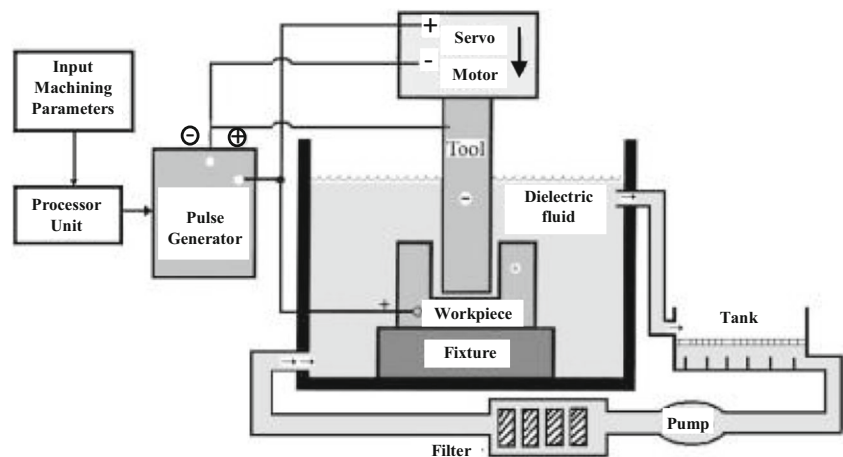 Input
Machining
Parameters
Processor
Unit
⊖ ⊕
Pulse
Generator
+
Servo
-
Motor
Tool
-
Dielectric
fluid
+
Workpiece
Fixture
Tank
Pump
Filter